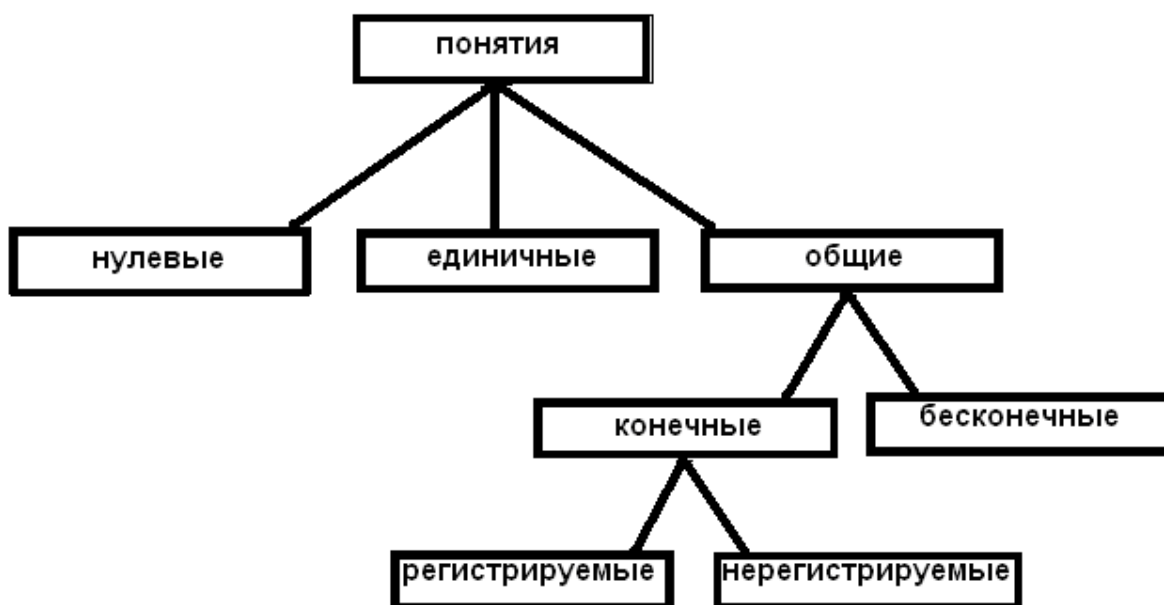 понятия
нулевые
единичные
общие
конечные
бесконечные
регистрируемые
нерегистрируемые